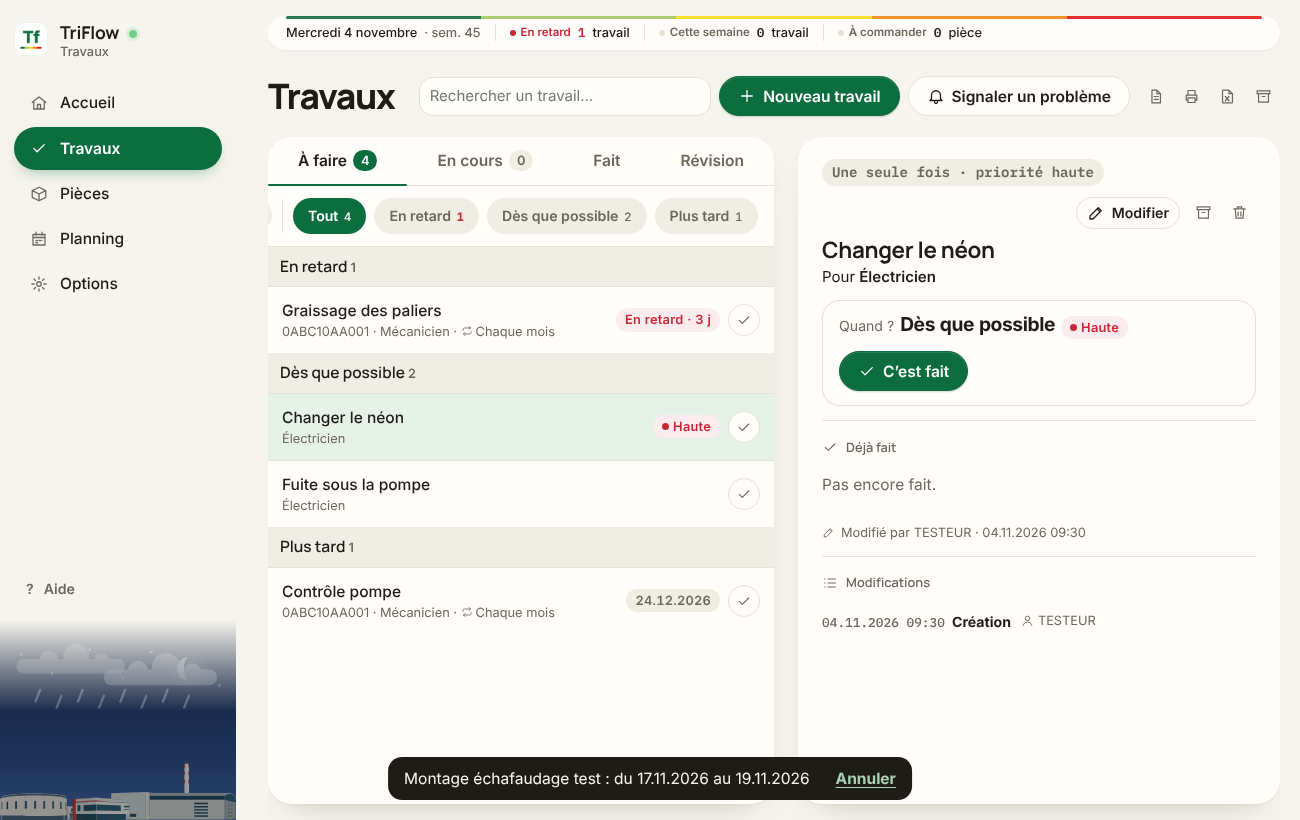 Tf
TriFlow
Travaux
Accueil
Travaux
Pièces
Planning
Options
? Aide
Mercredi 4 novembre · sem. 45 En retard 1 travail Cette semaine 0 travail À commander 0 pièce
Travaux
Rechercher un travail...
Nouveau travail
Signaler un problème
À faire 4 En cours 0 Fait Révision
Tout 4 En retard 1 Dès que possible 2 Plus tard 1
En retard 1
Graissage des paliers
0ABC10AA001 · Mécanicien · Chaque mois
En retard · 3 j
Dès que possible 2
Changer le néon
Électricien
Haute
Fuite sous la pompe
Électricien
Plus tard 1
Contrôle pompe
0ABC10AA001 · Mécanicien · Chaque mois
24.12.2026
Une seule fois · priorité haute
Modifier
Changer le néon
Pour Électricien
Quand ? Dès que possible Haute
C'est fait
Déjà fait
Pas encore fait.
Modifié par TESTEUR · 04.11.2026 09:30
Modifications
04.11.2026 09:30 Création TESTEUR
Montage échafaudage test : du 17.11.2026 au 19.11.2026 Annuler